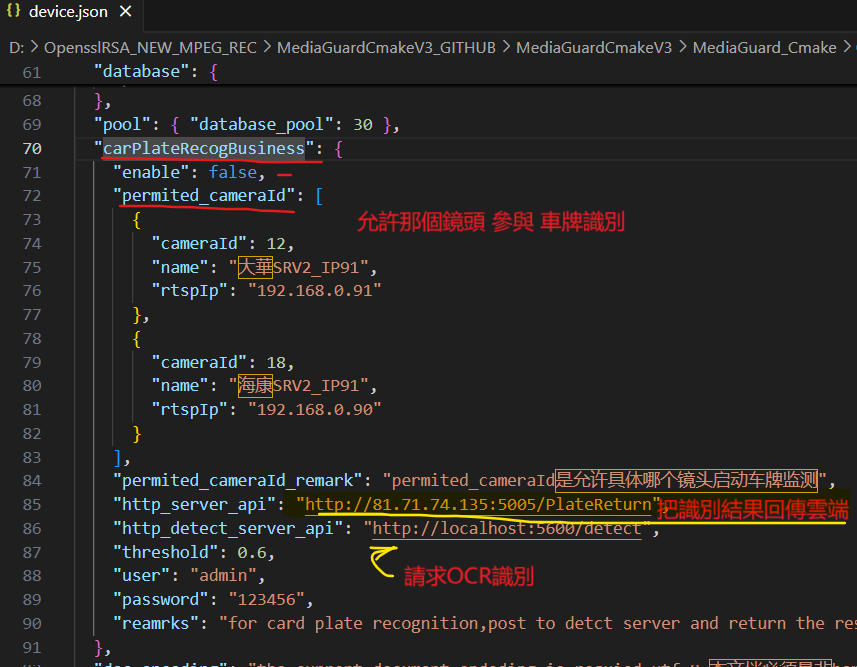 {} device.json ×
D: > OpensslRSA_NEW_MPEG_REC > MediaGuardCmakeV3_GITHUB > MediaGuardCmakeV3 > MediaGuard_Cmake >
61 "database": {
68 },
69 "pool": { "database_pool": 30 },
70 "carPlateRecogBusiness": {
71 "enable": false,
72 "permited_cameraId": [
允許那個鏡頭 參與 車牌識別
73 {
74 "cameraId": 12,
75 "name": "大華SRV2_IP91",
76 "rtspIp": "192.168.0.91"
77 },
78 {
79 "cameraId": 18,
80 "name": "海康SRV2_IP91",
81 "rtspIp": "192.168.0.90"
82 }
83 ],
84 "permited_cameraId_remark": "permited_cameraId是允许具体哪个镜头启动车牌监测",
85 "http_server_api": "http://81.71.74.135:5005/PlateReturn",
把識別結果回傳雲端
86 "http_detect_server_api": "http://localhost:5600/detect",
87 "threshold": 0.6,
88 "user": "admin",
請求OCR識別
89 "password": "123456",
90 "reamrks": "for card plate recognition,post to detct server and return the res
91 },